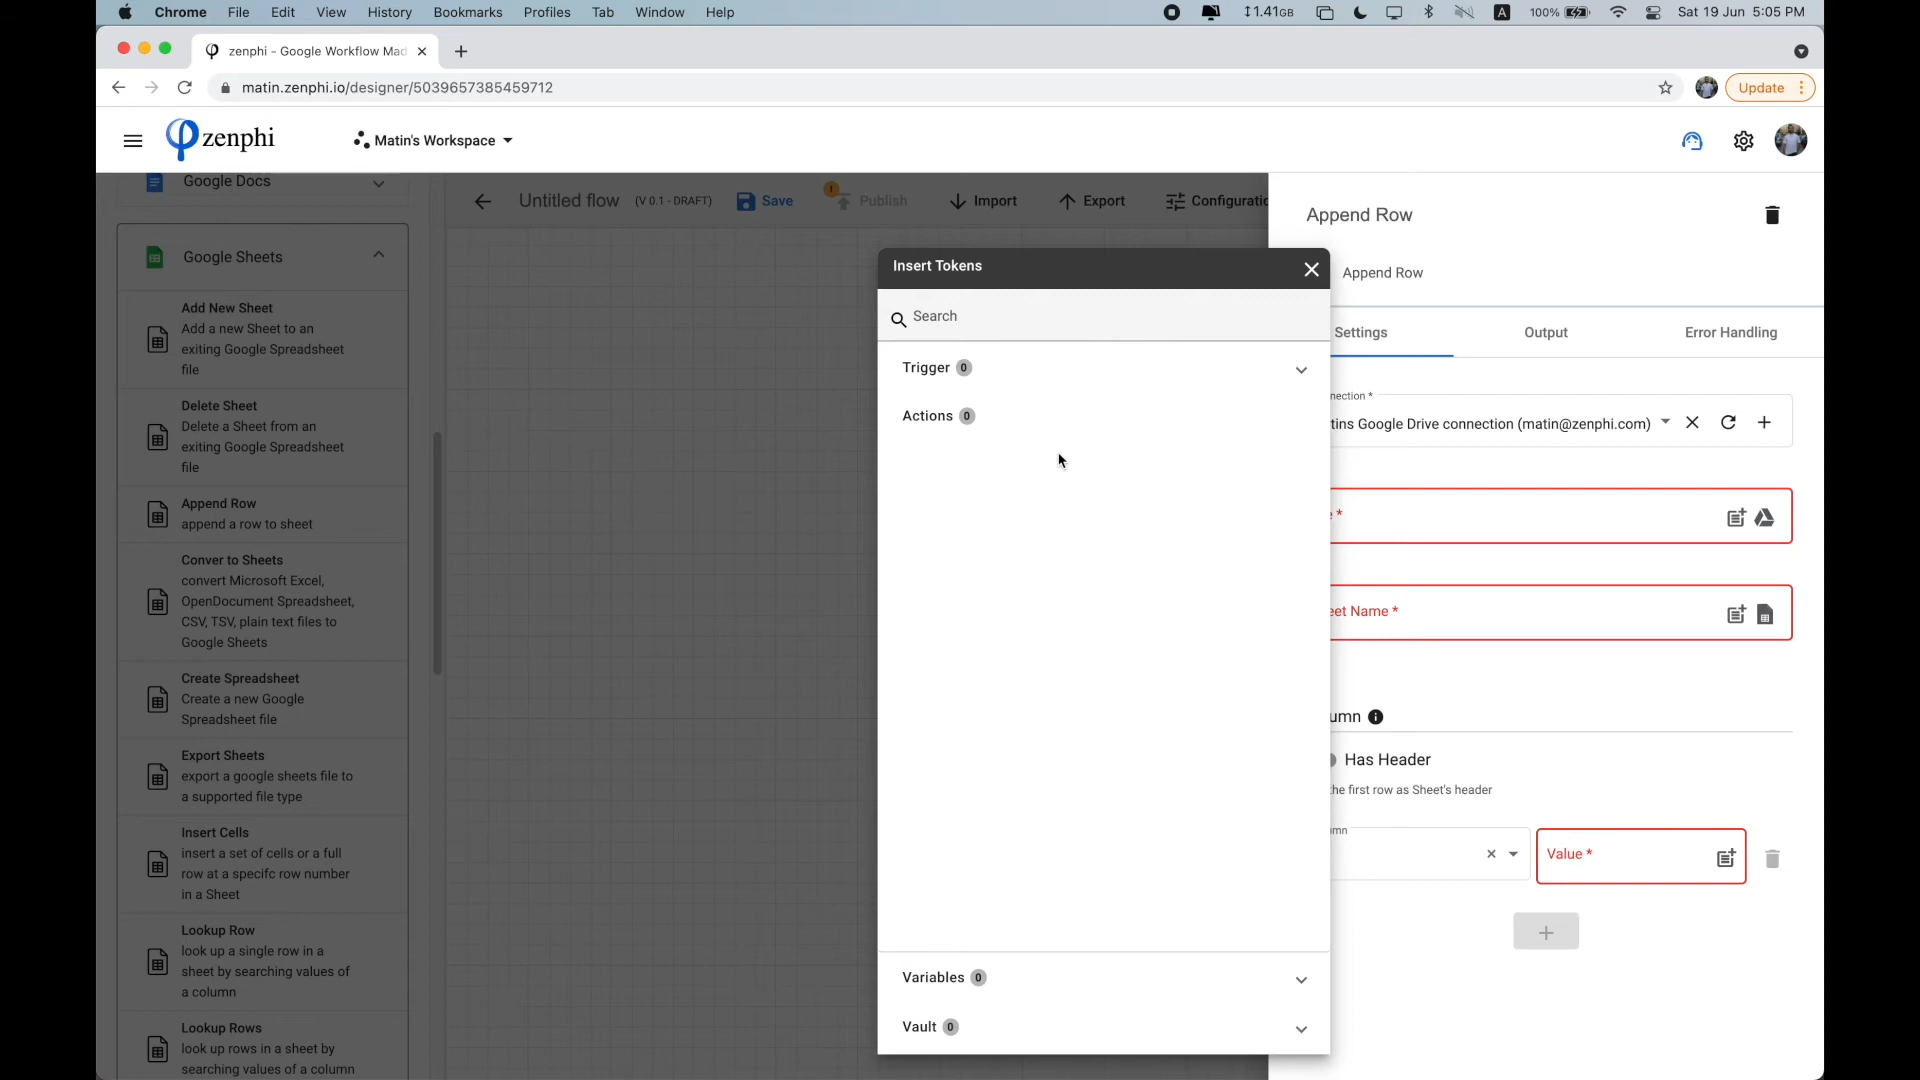 Chrome File Edit View History Bookmarks Profiles Tab Window Help
1.41GB A 100% Sat 19 Jun 5:05 PM
zenphi - Google Workflow Mad
matin.zenphi.io/designer/5039657385459712
Update
zenphi
Matin's Workspace
Google Docs
Google Sheets
Add New Sheet
Add a new Sheet to an
exiting Google Spreadsheet
file
Delete Sheet
Delete a Sheet from an
exiting Google Spreadsheet
file
Append Row
append a row to sheet
Conver to Sheets
convert Microsoft Excel,
OpenDocument Spreadsheet,
CSV, TSV, plain text files to
Google Sheets
Create Spreadsheet
Create a new Google
Spreadsheet file
Export Sheets
export a google sheets file to
a supported file type
Insert Cells
insert a set of cells or a full
row at a specifc row number
in a Sheet
Lookup Row
look up a single row in a
sheet by searching values of
a column
Lookup Rows
look up rows in a sheet by
searching values of a column
Untitled flow (V 0.1 - DRAFT) Save ! Publish Import Export Configuratio
Insert Tokens
Search
Trigger 0
Actions 0
Variables 0
Vault 0
Append Row
Append Row
Settings Output Error Handling
nection *
tins Google Drive connection (matin@zenphi.com)
e *
eet Name *
umn
Has Header
the first row as Sheet's header
umn
Value *